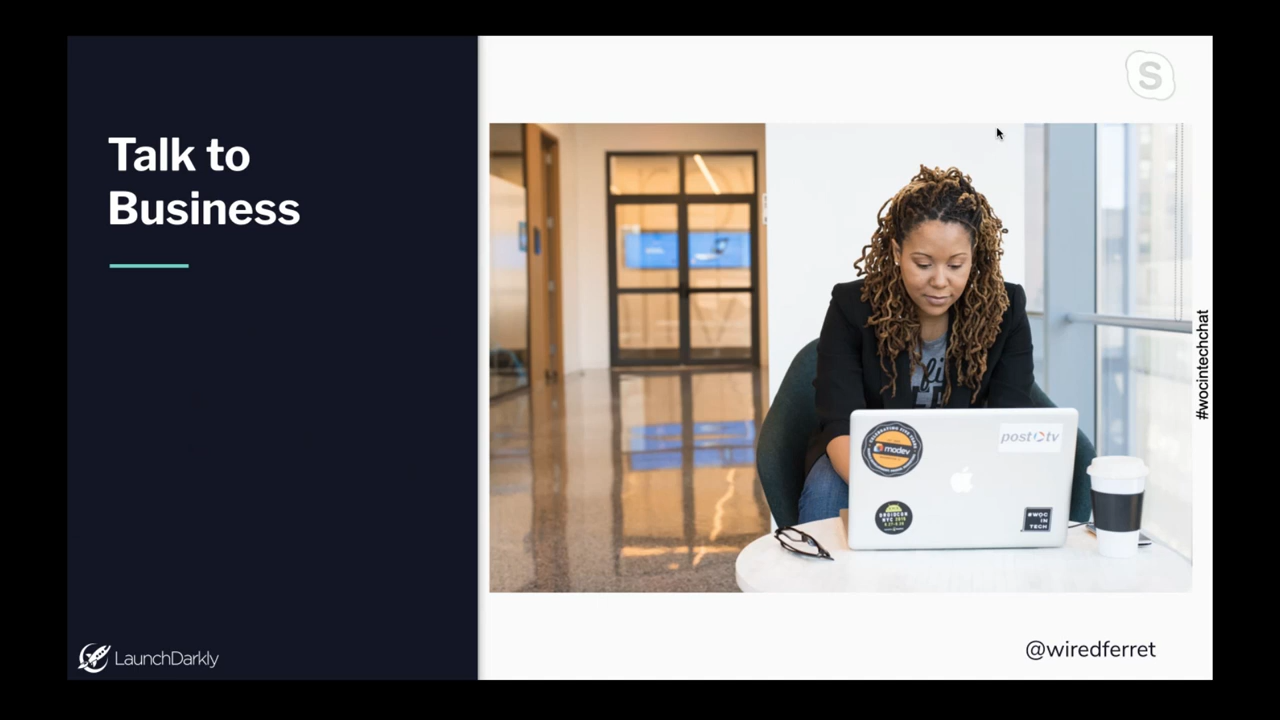 Talk to
Business
S
#wocintechchat
modev
post tv
#WOC
IN
TECH
LaunchDarkly
@wiredferret